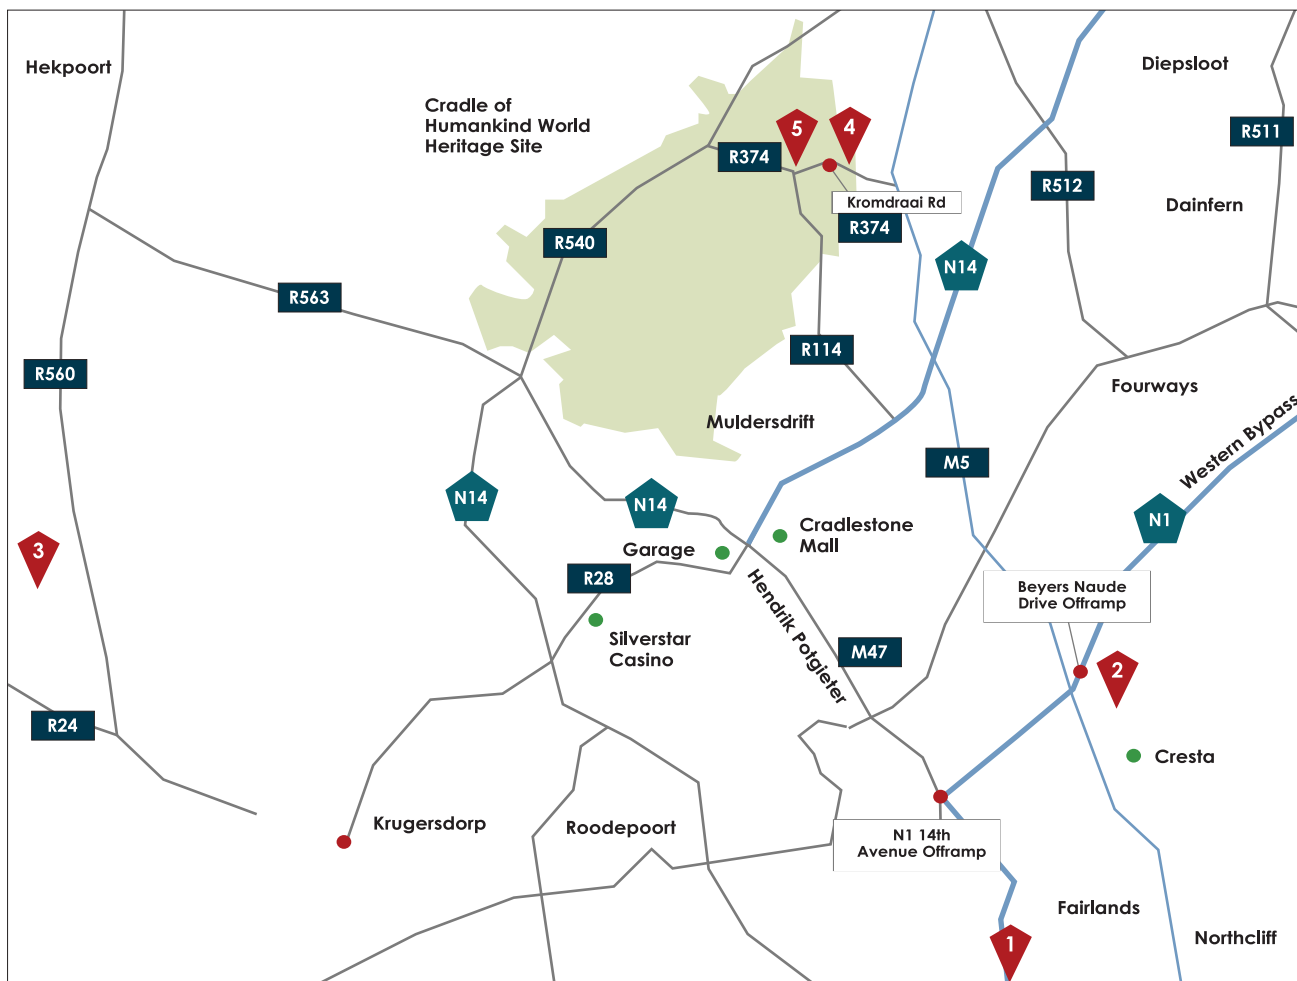 Hekpoort
Diepsloot
Cradle of
Humankind World
Heritage Site
5
4
R374
R511
R512
Kromdraai Rd
Dainfern
R374
R540
N14
R563
R114
R560
Fourways
Muldersdrift
Western Bypass
M5
N14
N14
N1
Cradlestone
Mall
Garage
3
R28
Hendrik Potgieter
Beyers Naude
Drive Offramp
Silverstar
Casino
M47
2
R24
Cresta
Krugersdorp
Roodepoort
N1 14th
Avenue Offramp
Fairlands
Northcliff
1